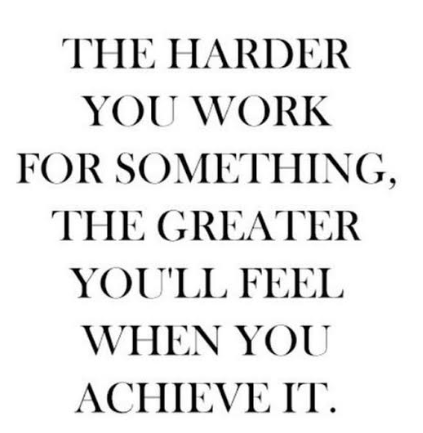 THE HARDER
YOU WORK
FOR SOMETHING,
THE GREATER
YOU'LL FEEL
WHEN YOU
ACHIEVE IT.